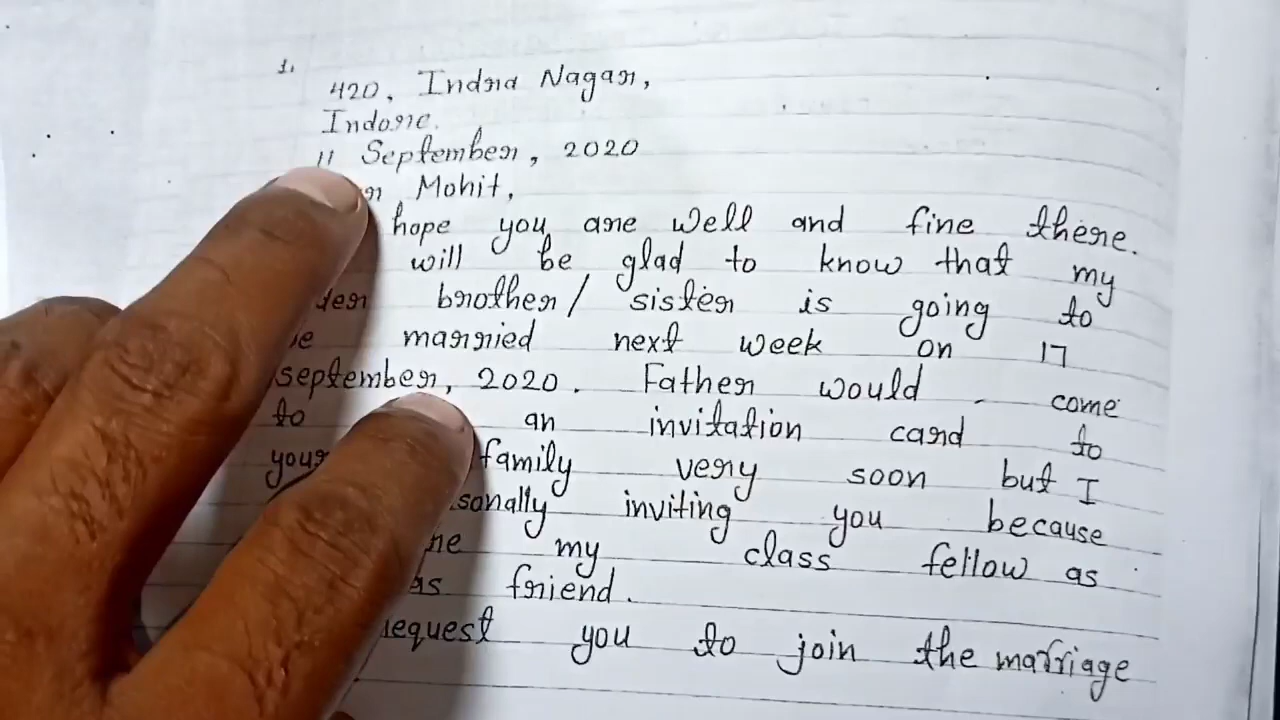 1.
420, Indra Nagar,
Indore.
11 September, 2020
Mohit,
hope you are well and fine there.
will be glad to know that my
brother/ sister is going to
married next week on 17
september, 2020. Father would come
to an invitation card to
your family very soon but I
inviting you because
my class fellow as
as friend.
request you to join the marriage